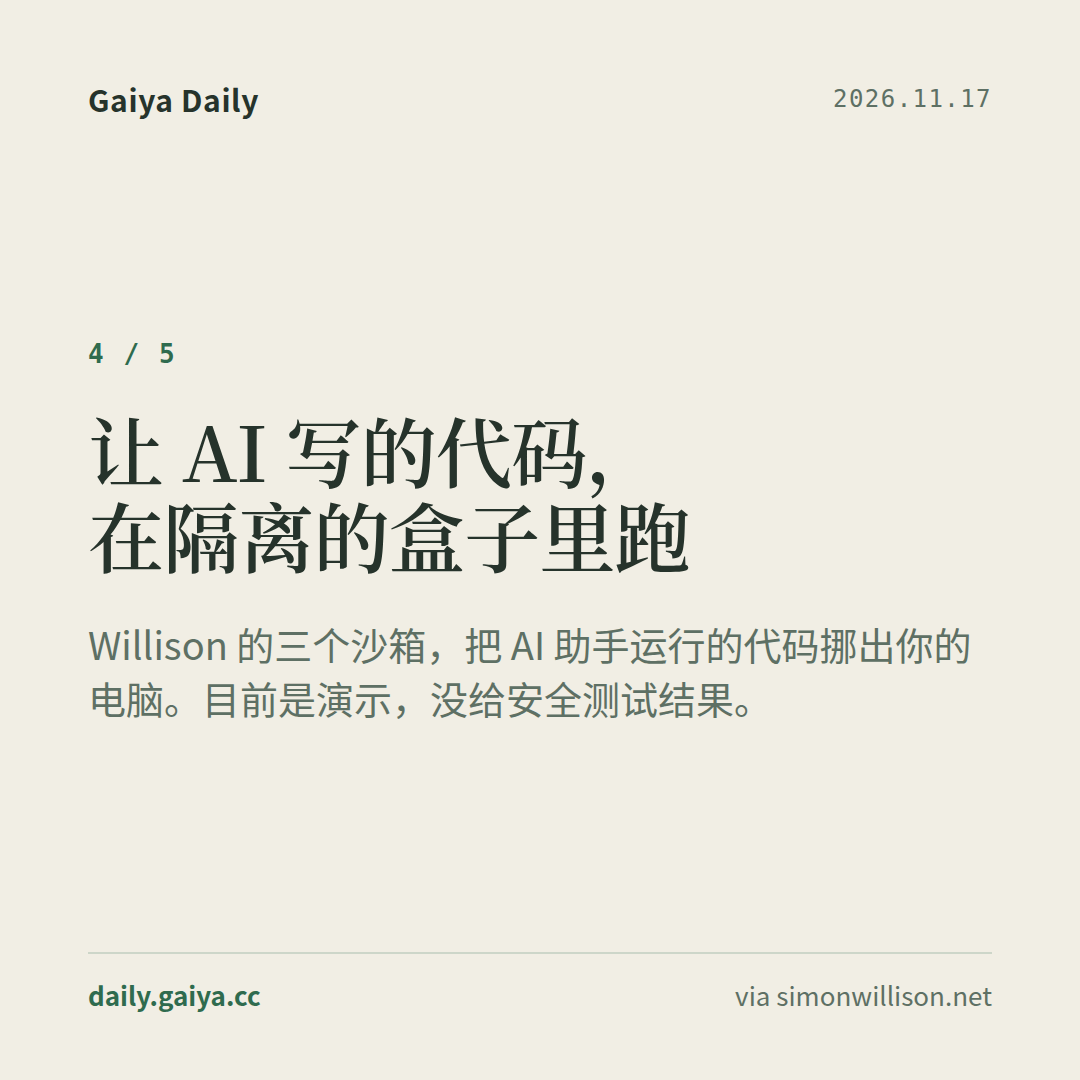 Gaiya Daily
2026.11.17
4 / 5
让 AI 写的代码，
在隔离的盒子里跑
Willison 的三个沙箱，把 AI 助手运行的代码挪出你的
电脑。目前是演示，没给安全测试结果。
daily.gaiya.cc
via simonwillison.net